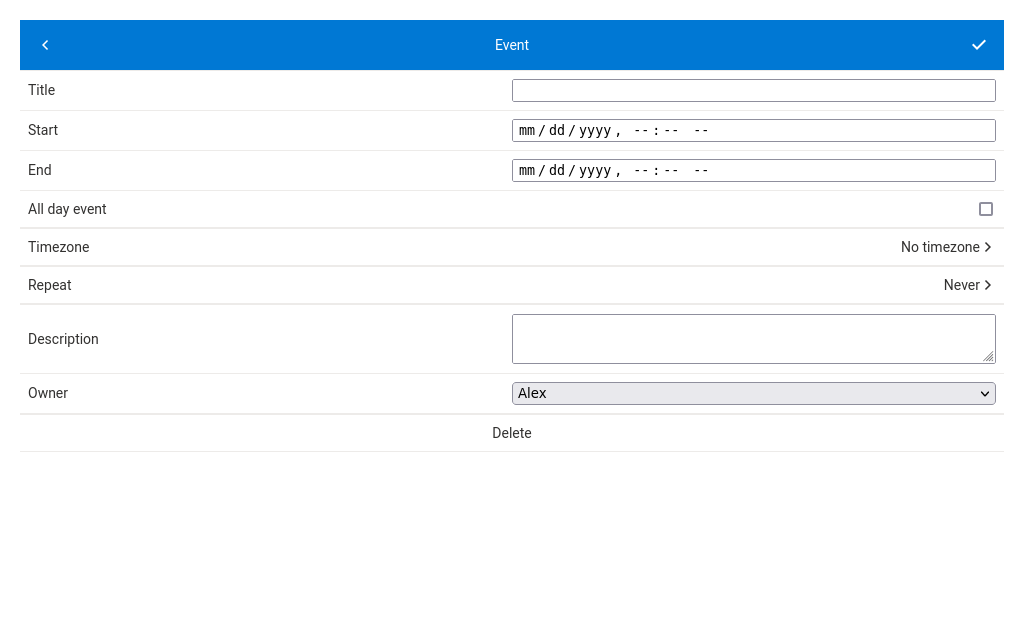 Event
Title
Start mm/dd/yyyy, --:-- --
End mm/dd/yyyy, --:-- --
All day event
Timezone No timezone
Repeat Never
Description
Owner Alex
Delete